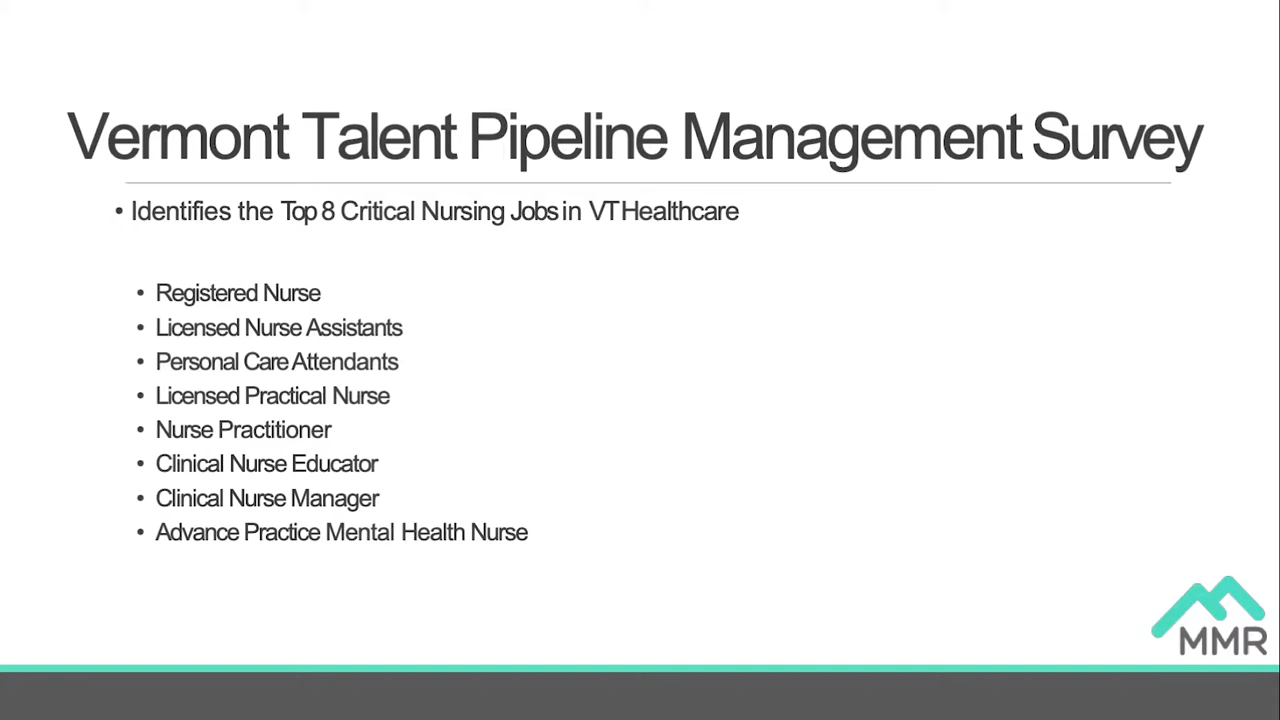 Vermont Talent Pipeline Management Survey
• Identifies the Top 8 Critical Nursing Jobs in VT Healthcare
• Registered Nurse
• Licensed Nurse Assistants
• Personal Care Attendants
• Licensed Practical Nurse
• Nurse Practitioner
• Clinical Nurse Educator
• Clinical Nurse Manager
• Advance Practice Mental Health Nurse
MMR